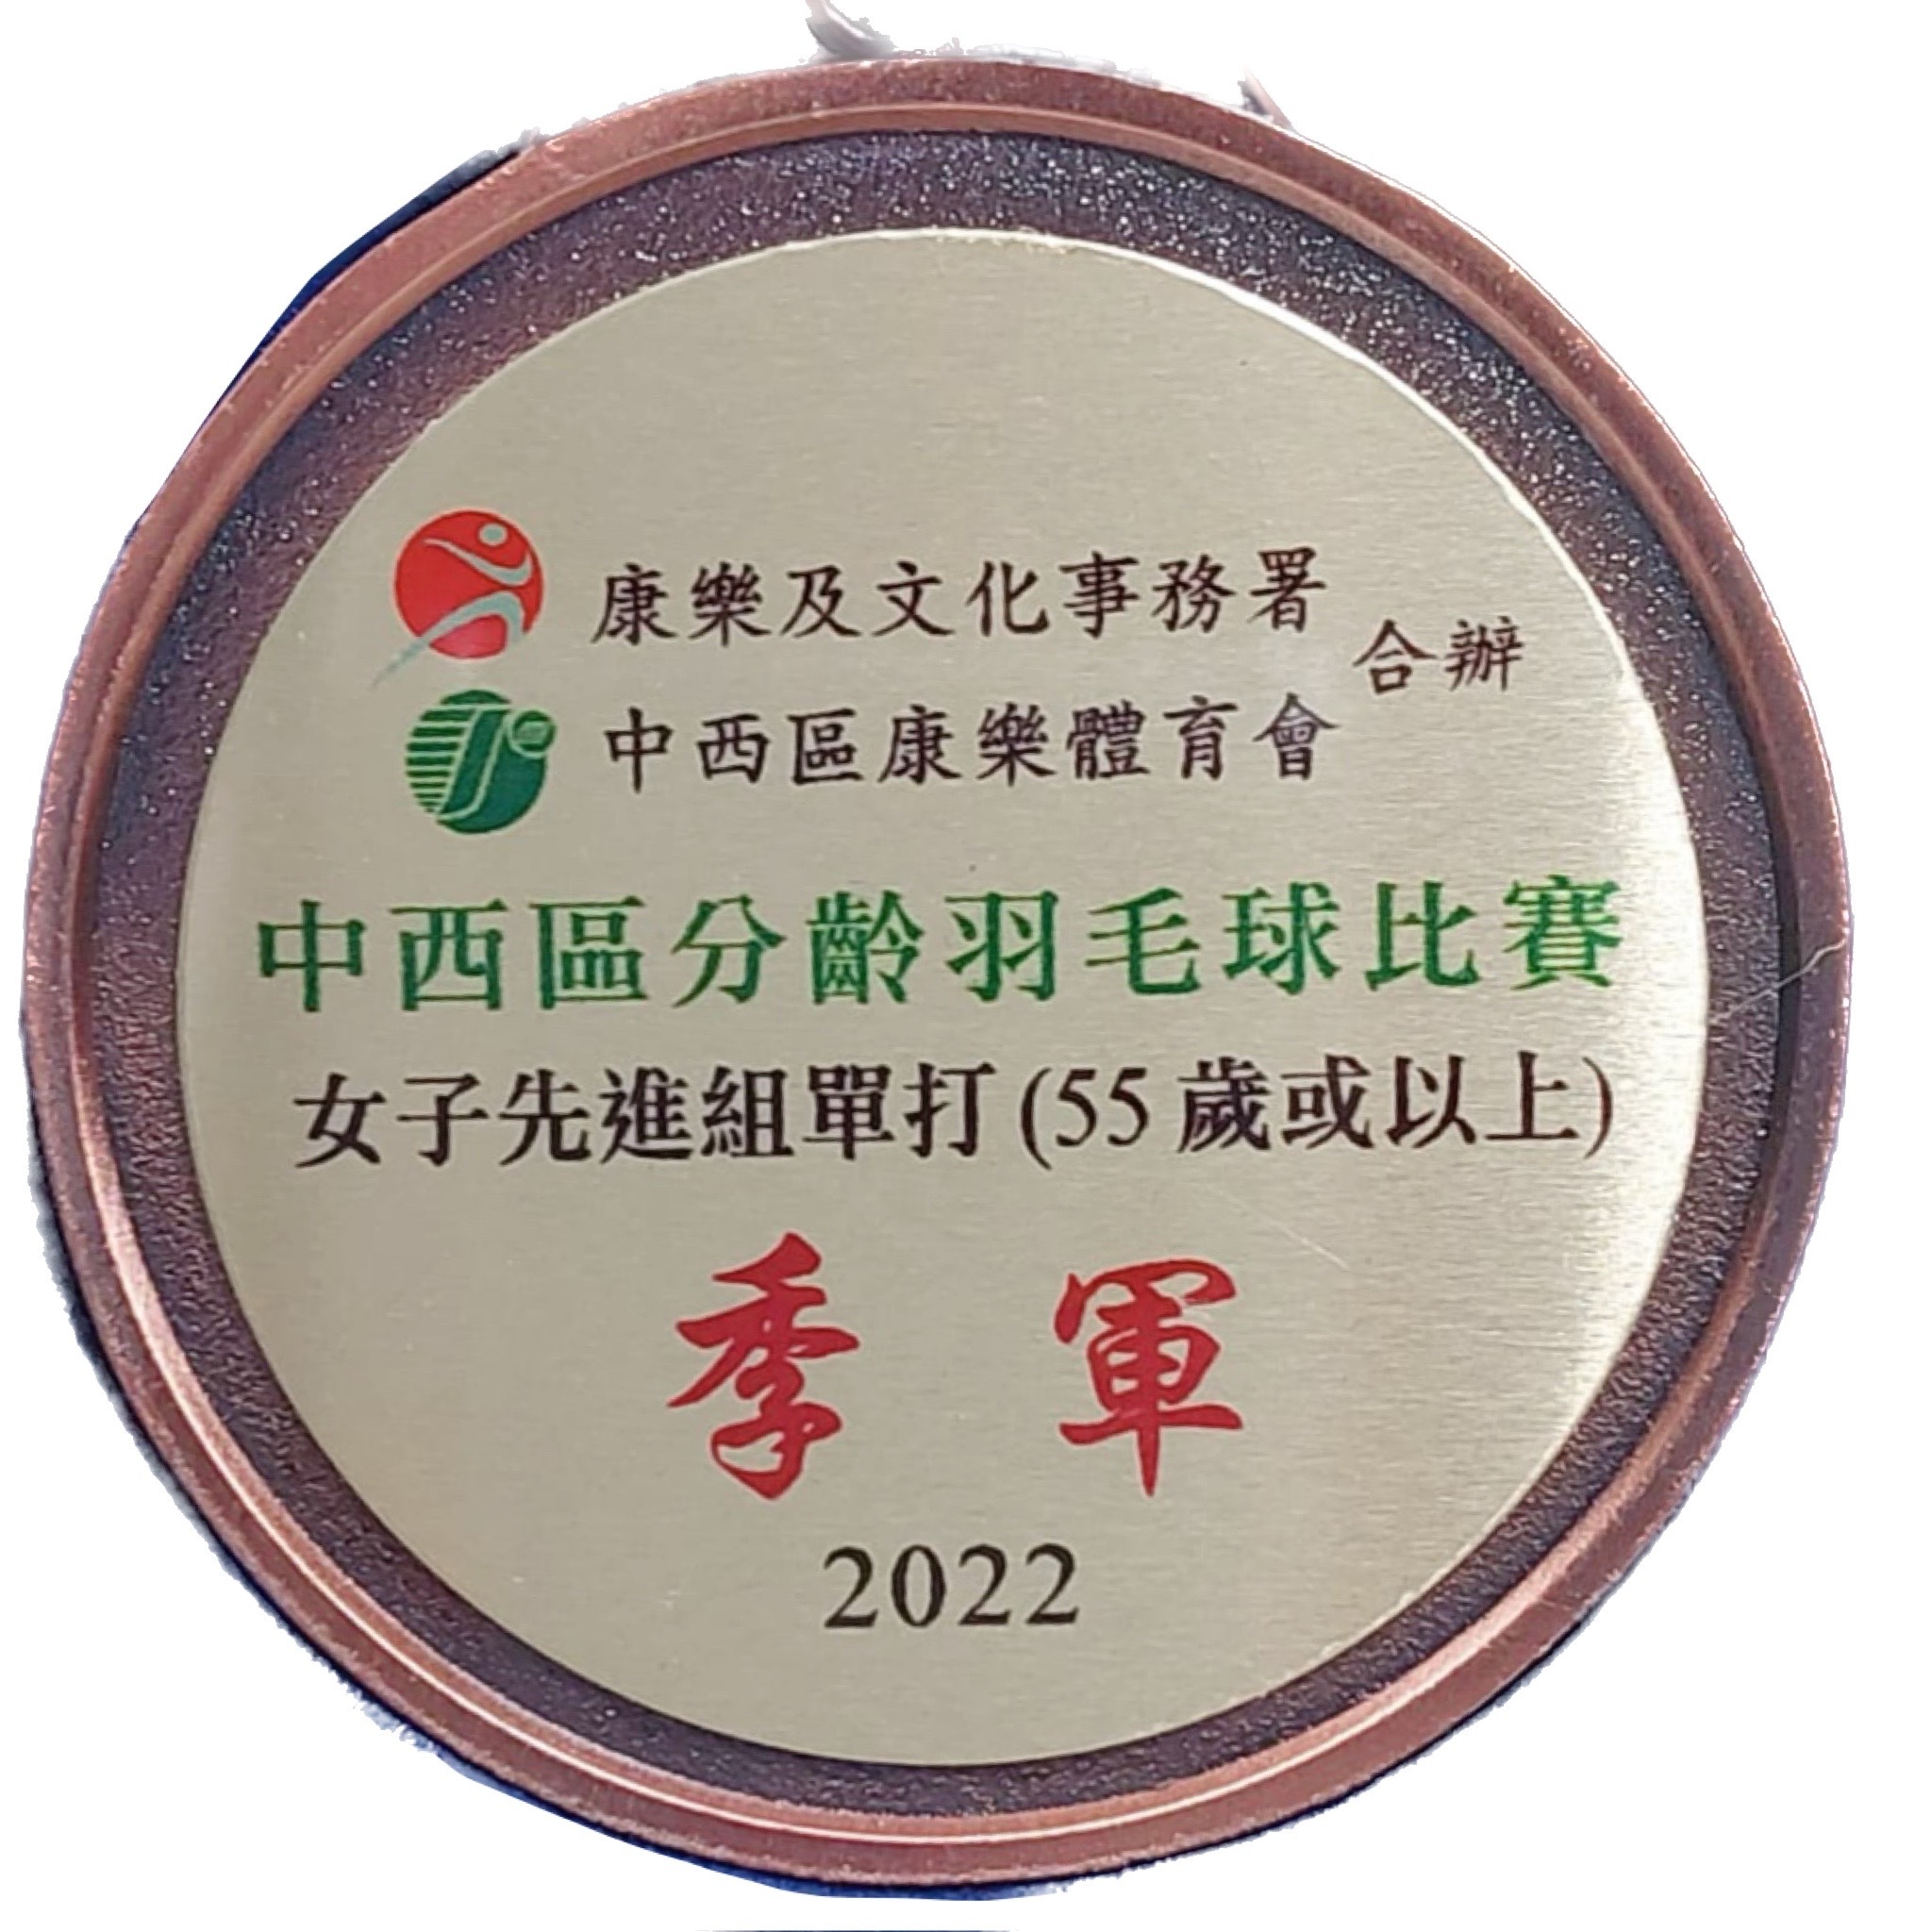 康樂及文化事務署
中西區康樂體育會
合辦
中西區分齡羽毛球比賽
女子先進組單打(55歲或以上)
季軍
2022